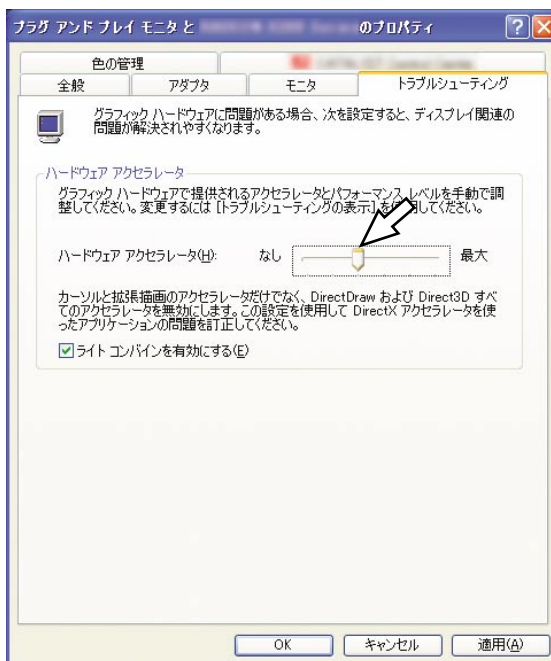 プラグ アンド プレイ モニタ と のプロパティ
色の管理
全般 アダプタ モニタ トラブルシューティング
グラフィック ハードウェアに問題がある場合、次を設定すると、ディスプレイ関連の
問題が解決されやすくなります。
ハードウェア アクセラレータ
グラフィック ハードウェアで提供されるアクセラレータとパフォーマンス レベルを手動で調
整してください。変更するには [トラブルシューティングの表示] を使用してください。
ハードウェア アクセラレータ(H): なし 最大
カーソルと拡張描画のアクセラレータだけでなく、DirectDraw および Direct3D すべ
てのアクセラレータを無効にします。この設定を使用して DirectX アクセラレータを使
ったアプリケーションの問題を訂正してください。
ライト コンバインを有効にする(E)
OK キャンセル 適用(A)